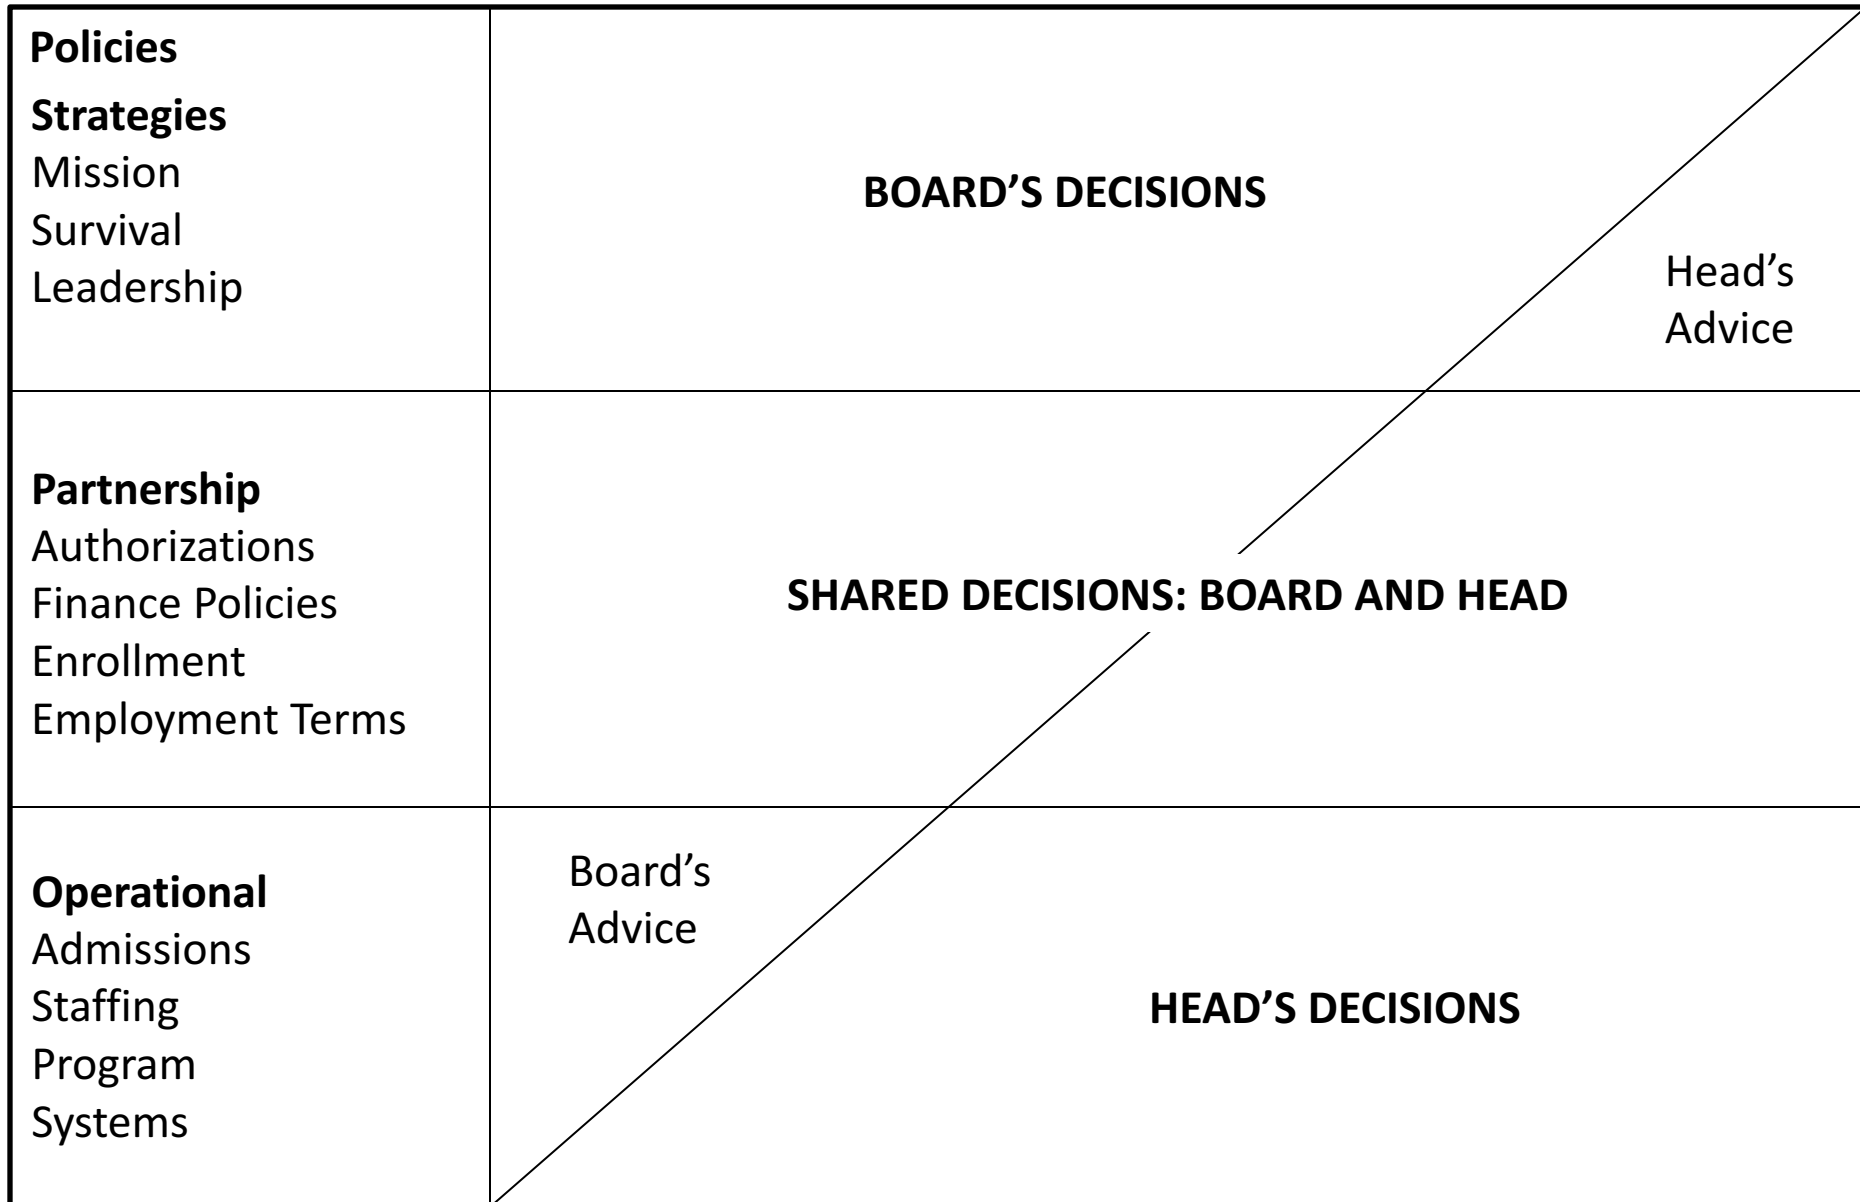 Policies
Strategies
Mission
Survival
Leadership
BOARD’S DECISIONS
Head’s
Advice
Partnership
Authorizations
Finance Policies
Enrollment
Employment Terms
SHARED DECISIONS: BOARD AND HEAD
Operational
Admissions
Staffing
Program
Systems
Board’s
Advice
HEAD’S DECISIONS